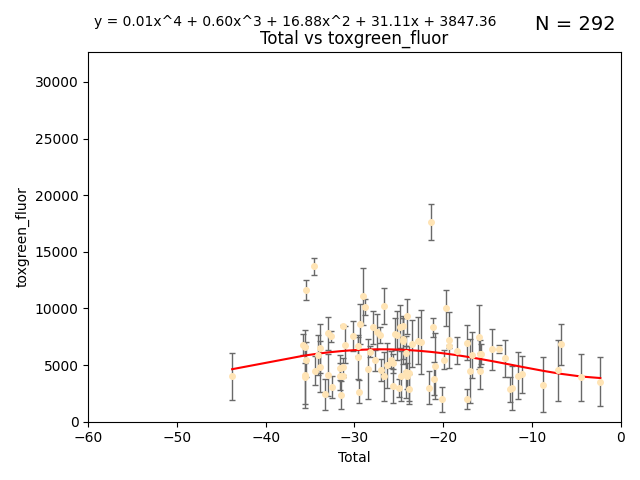 y = 0.01x^4 + 0.60x^3 + 16.88x^2 + 31.11x + 3847.36
N = 292
Total vs toxgreen_fluor
30000
25000
20000
15000
10000
5000
0
toxgreen_fluor
−60 −50 −40 −30 −20 −10 0
Total